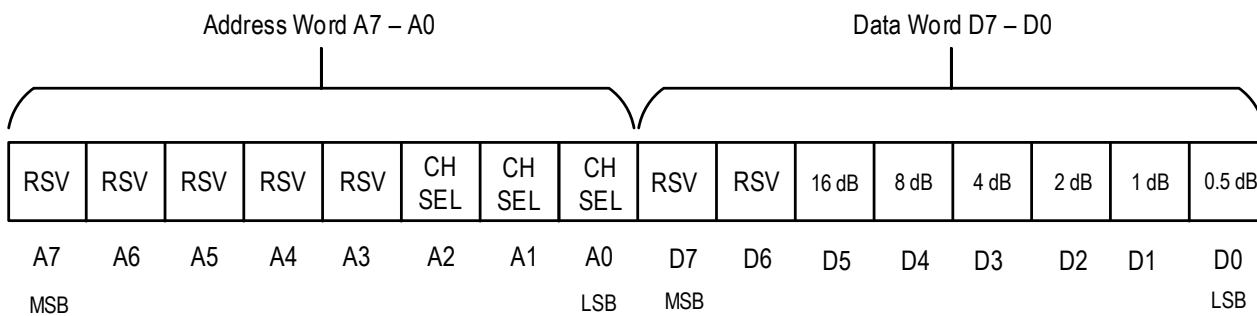 Address Word A7 – A0 Data Word D7 – D0
RSV RSV RSV RSV RSV CH SEL CH SEL CH SEL RSV RSV 16 dB 8 dB 4 dB 2 dB 1 dB 0.5 dB
A7 A6 A5 A4 A3 A2 A1 A0 D7 D6 D5 D4 D3 D2 D1 D0
MSB LSB MSB LSB